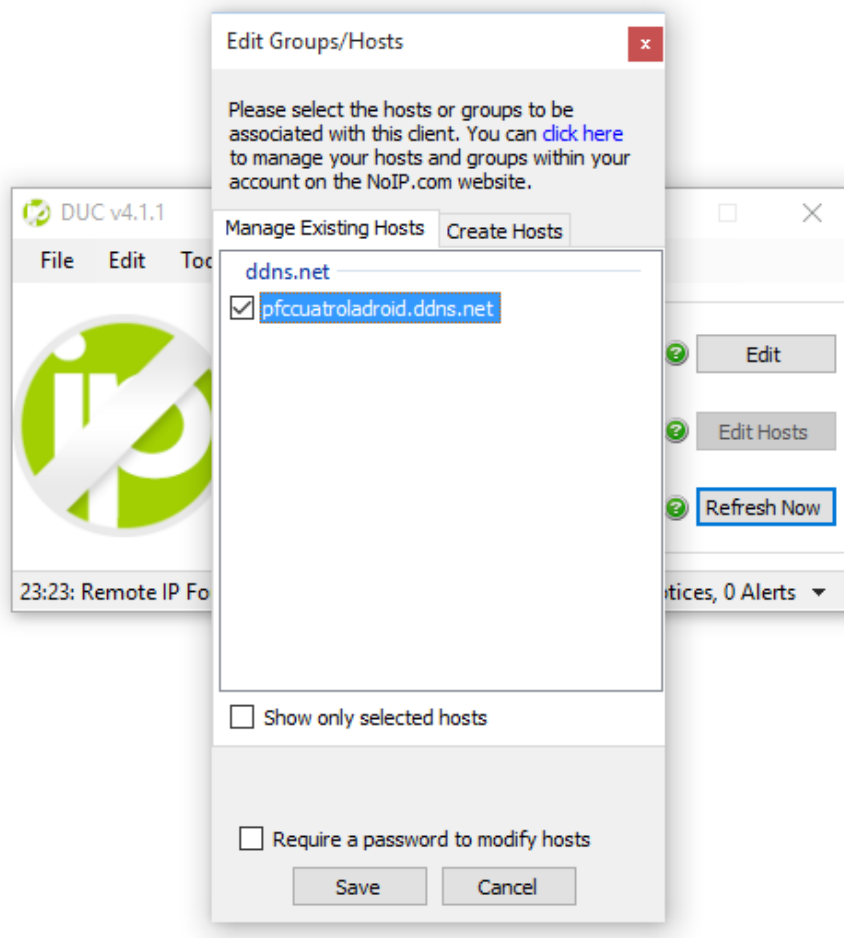 Edit Groups/Hosts
x
Please select the hosts or groups to be
associated with this client. You can click here
to manage your hosts and groups within your
account on the NoIP.com website.
Manage Existing Hosts
Create Hosts
ddns.net
pfccuatroladroid.ddns.net
Show only selected hosts
Require a password to modify hosts
Save
Cancel
DUC v4.1.1
File
Edit
ip
?
Edit
?
Edit Hosts
?
Refresh Now
23:23: Remote IP
0 Alerts